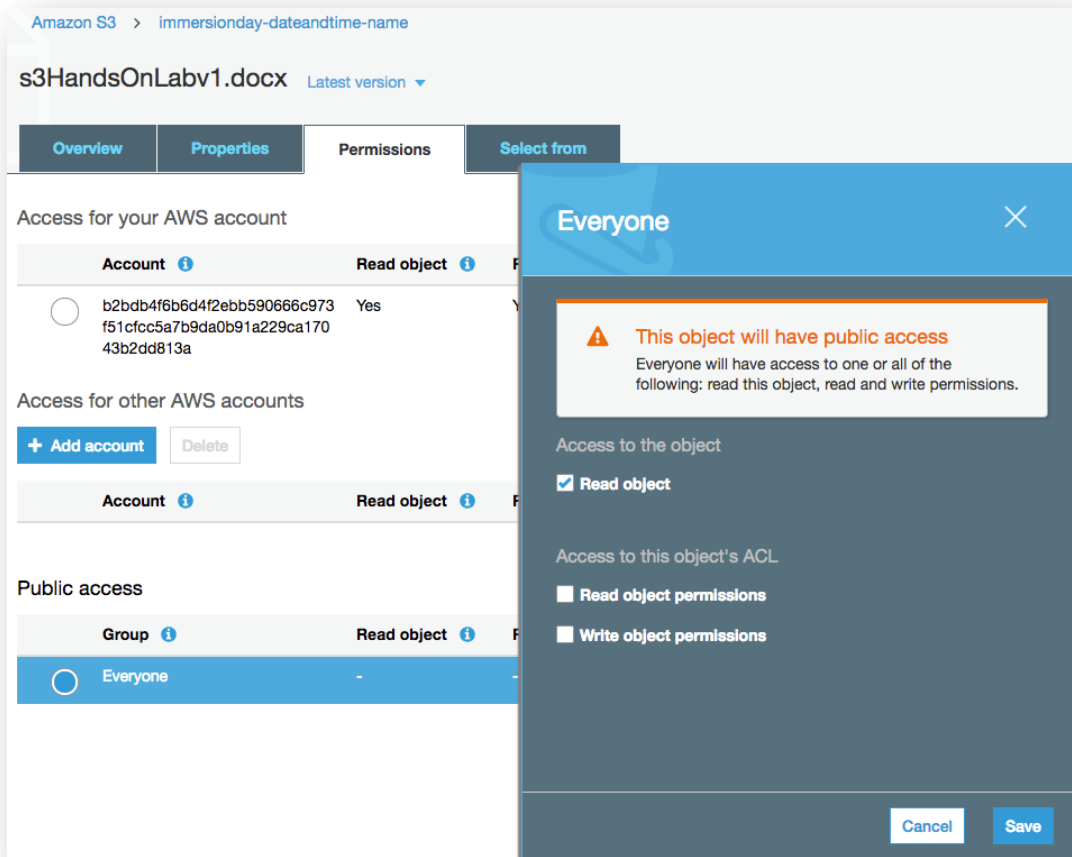 Amazon S3 > immersionday-dateandtime-name
s3HandsOnLabv1.docx Latest version
Overview Properties Permissions Select from
Access for your AWS account
Account Read object
b2bdb4f6b6d4f2ebb590666c973
f51cfcc5a7b9da0b91a229ca170
43b2dd813a
Yes
Access for other AWS accounts
+ Add account Delete
Account Read object
Public access
Group Read object
Everyone - -
Everyone
This object will have public access
Everyone will have access to one or all of the
following: read this object, read and write permissions.
Access to the object
Read object
Access to this object's ACL
Read object permissions
Write object permissions
Cancel Save